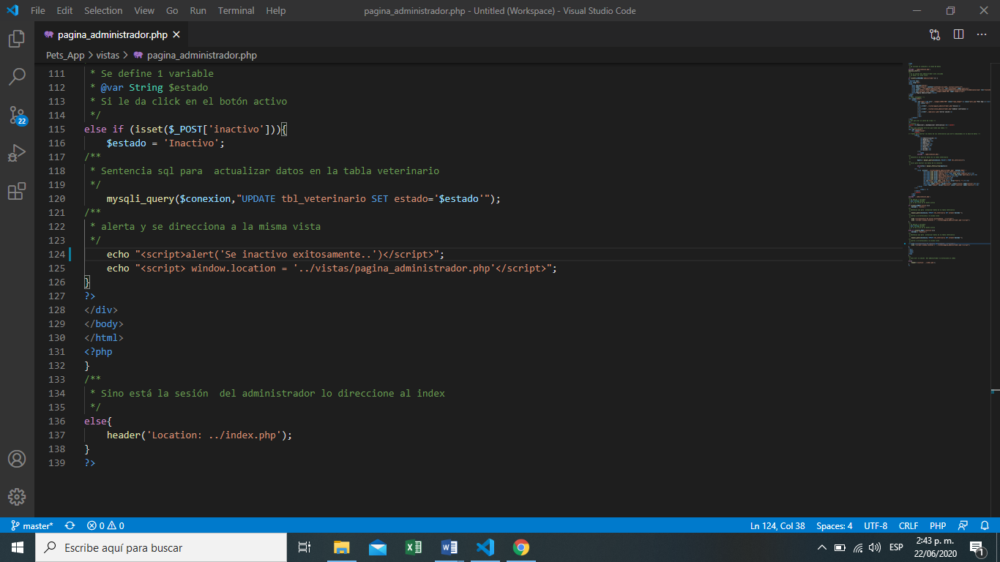 File Edit Selection View Go Run Terminal Help pagina_administrador.php - Untitled (Workspace) - Visual Studio Code
pagina_administrador.php
Pets_App > vistas > pagina_administrador.php
111 * Se define 1 variable
112 * @var String $estado
113 * Si le da click en el botón activo
114 */
115 else if (isset($_POST['inactivo'])){
116 $estado = 'Inactivo';
117 /**
118 * Sentencia sql para  actualizar datos en la tabla veterinario
119 */
120 mysqli_query($conexion,"UPDATE tbl_veterinario SET estado='$estado'");
121 /**
122 * alerta y se direcciona a la misma vista
123 */
124 echo "<script>alert('Se inactivo exitosamente..')</script>";
125 echo "<script> window.location = '../vistas/pagina_administrador.php'</script>";
126 }
127 ?>
128 </div>
129 </body>
130 </html>
131 <?php
132 }
133 /**
134 * Sino está la sesión  del administrador lo direccione al index
135 */
136 else{
137 header('Location: ../index.php');
138 }
139 ?>
22
master* 0 0 Ln 124, Col 38 Spaces: 4 UTF-8 CRLF PHP
Escribe aquí para buscar
ESP
2:43 p. m.
22/06/2020
1